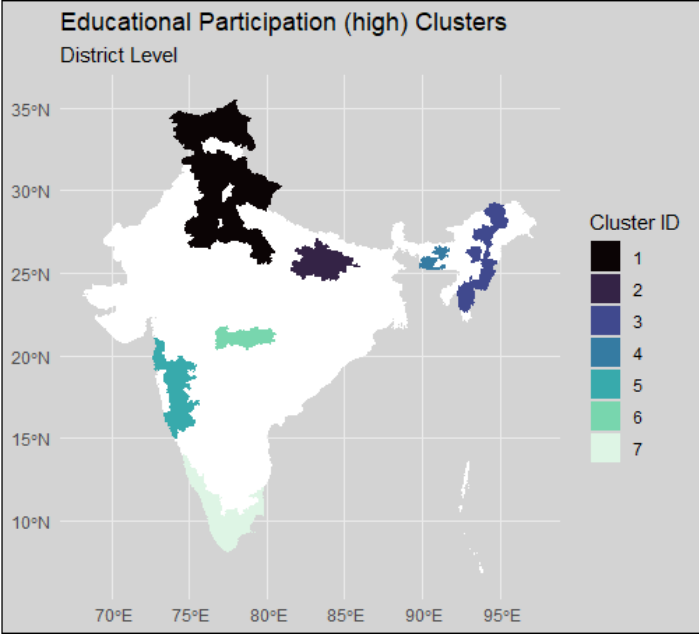 Educational Participation (high) Clusters
District Level
35°N
30°N
25°N
20°N
15°N
10°N
70°E 75°E 80°E 85°E 90°E 95°E
Cluster ID
1
2
3
4
5
6
7